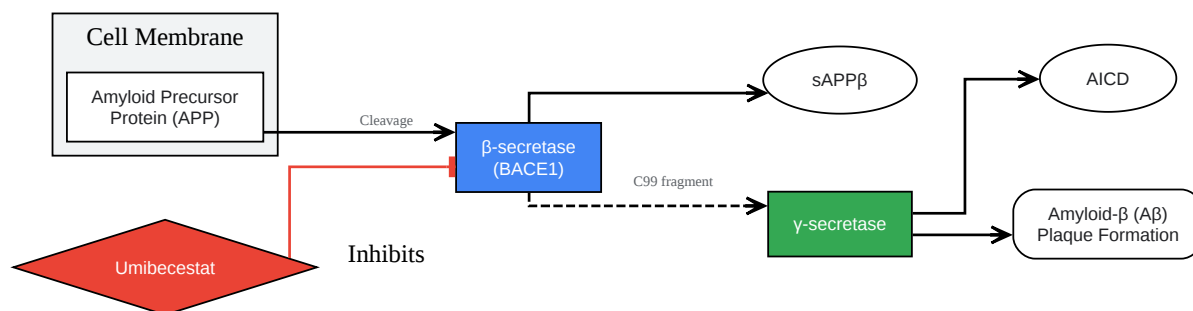 Cell Membrane
Amyloid Precursor
Protein (APP)
Cleavage
β-secretase
(BACE1)
sAPPβ
AICD
C99 fragment
γ-secretase
Amyloid-β (Aβ)
Plaque Formation
Umibecestat
Inhibits